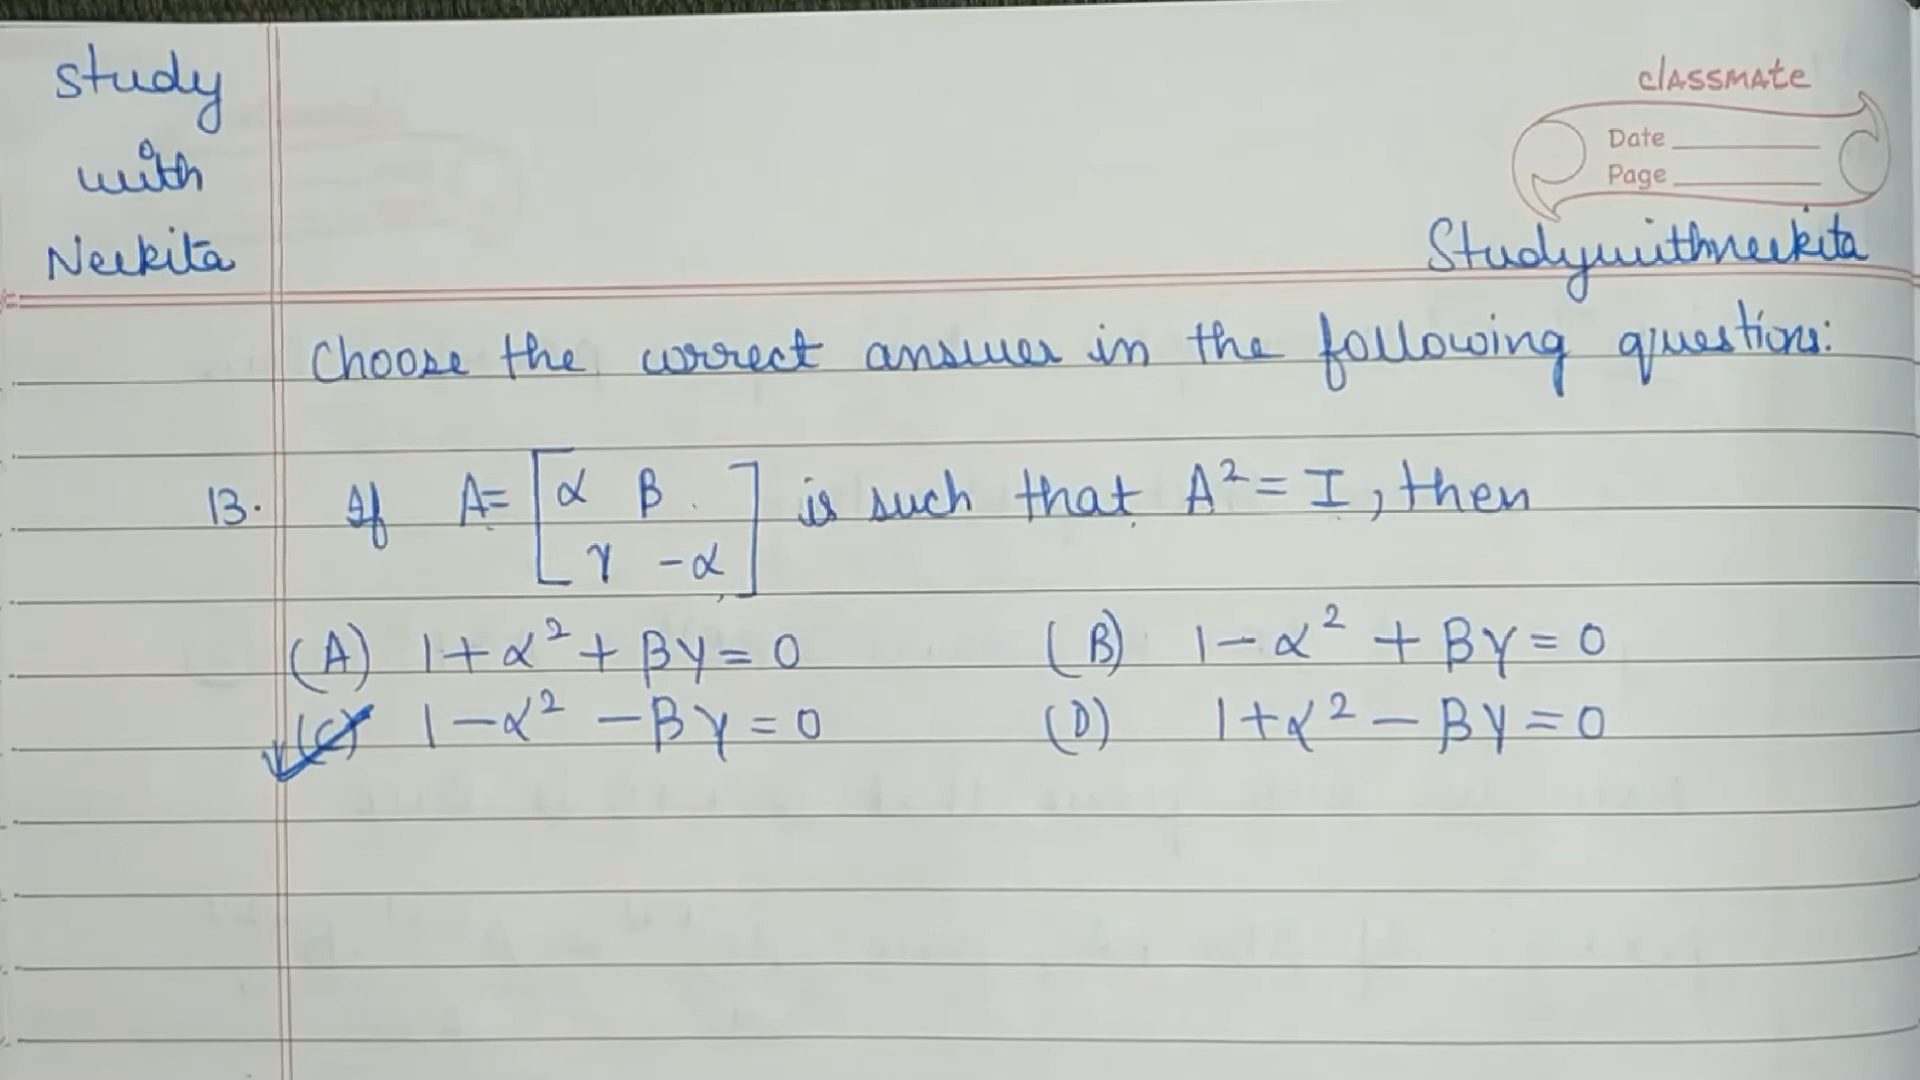 Study
with
Neekita
classmate
Date
Page
Studywithneekita
Choose the correct answer in the following questions:
13. If A= [α β
γ -α] is such that A² = I, then
(A) 1+α²+βγ=0 (B) 1-α²+βγ=0
(C) 1-α²-βγ=0 (D) 1+α²-βγ=0